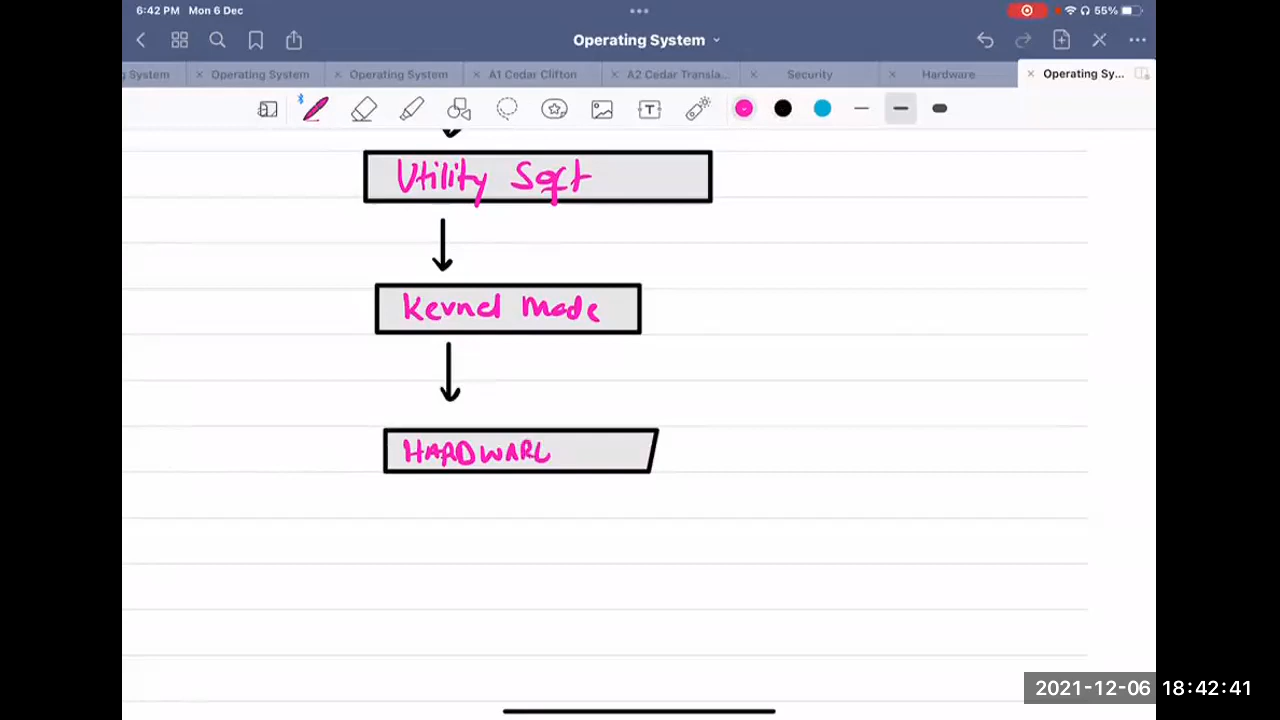 6:42 PM Mon 6 Dec
55%
Operating System
g System
Operating System
Operating System
A1 Cedar Clifton
A2 Cedar Transla...
Security
Hardware
Operating Sy...
T
Utility Soft
Kernel Mode
HARDWARE
2021-12-06 18:42:41